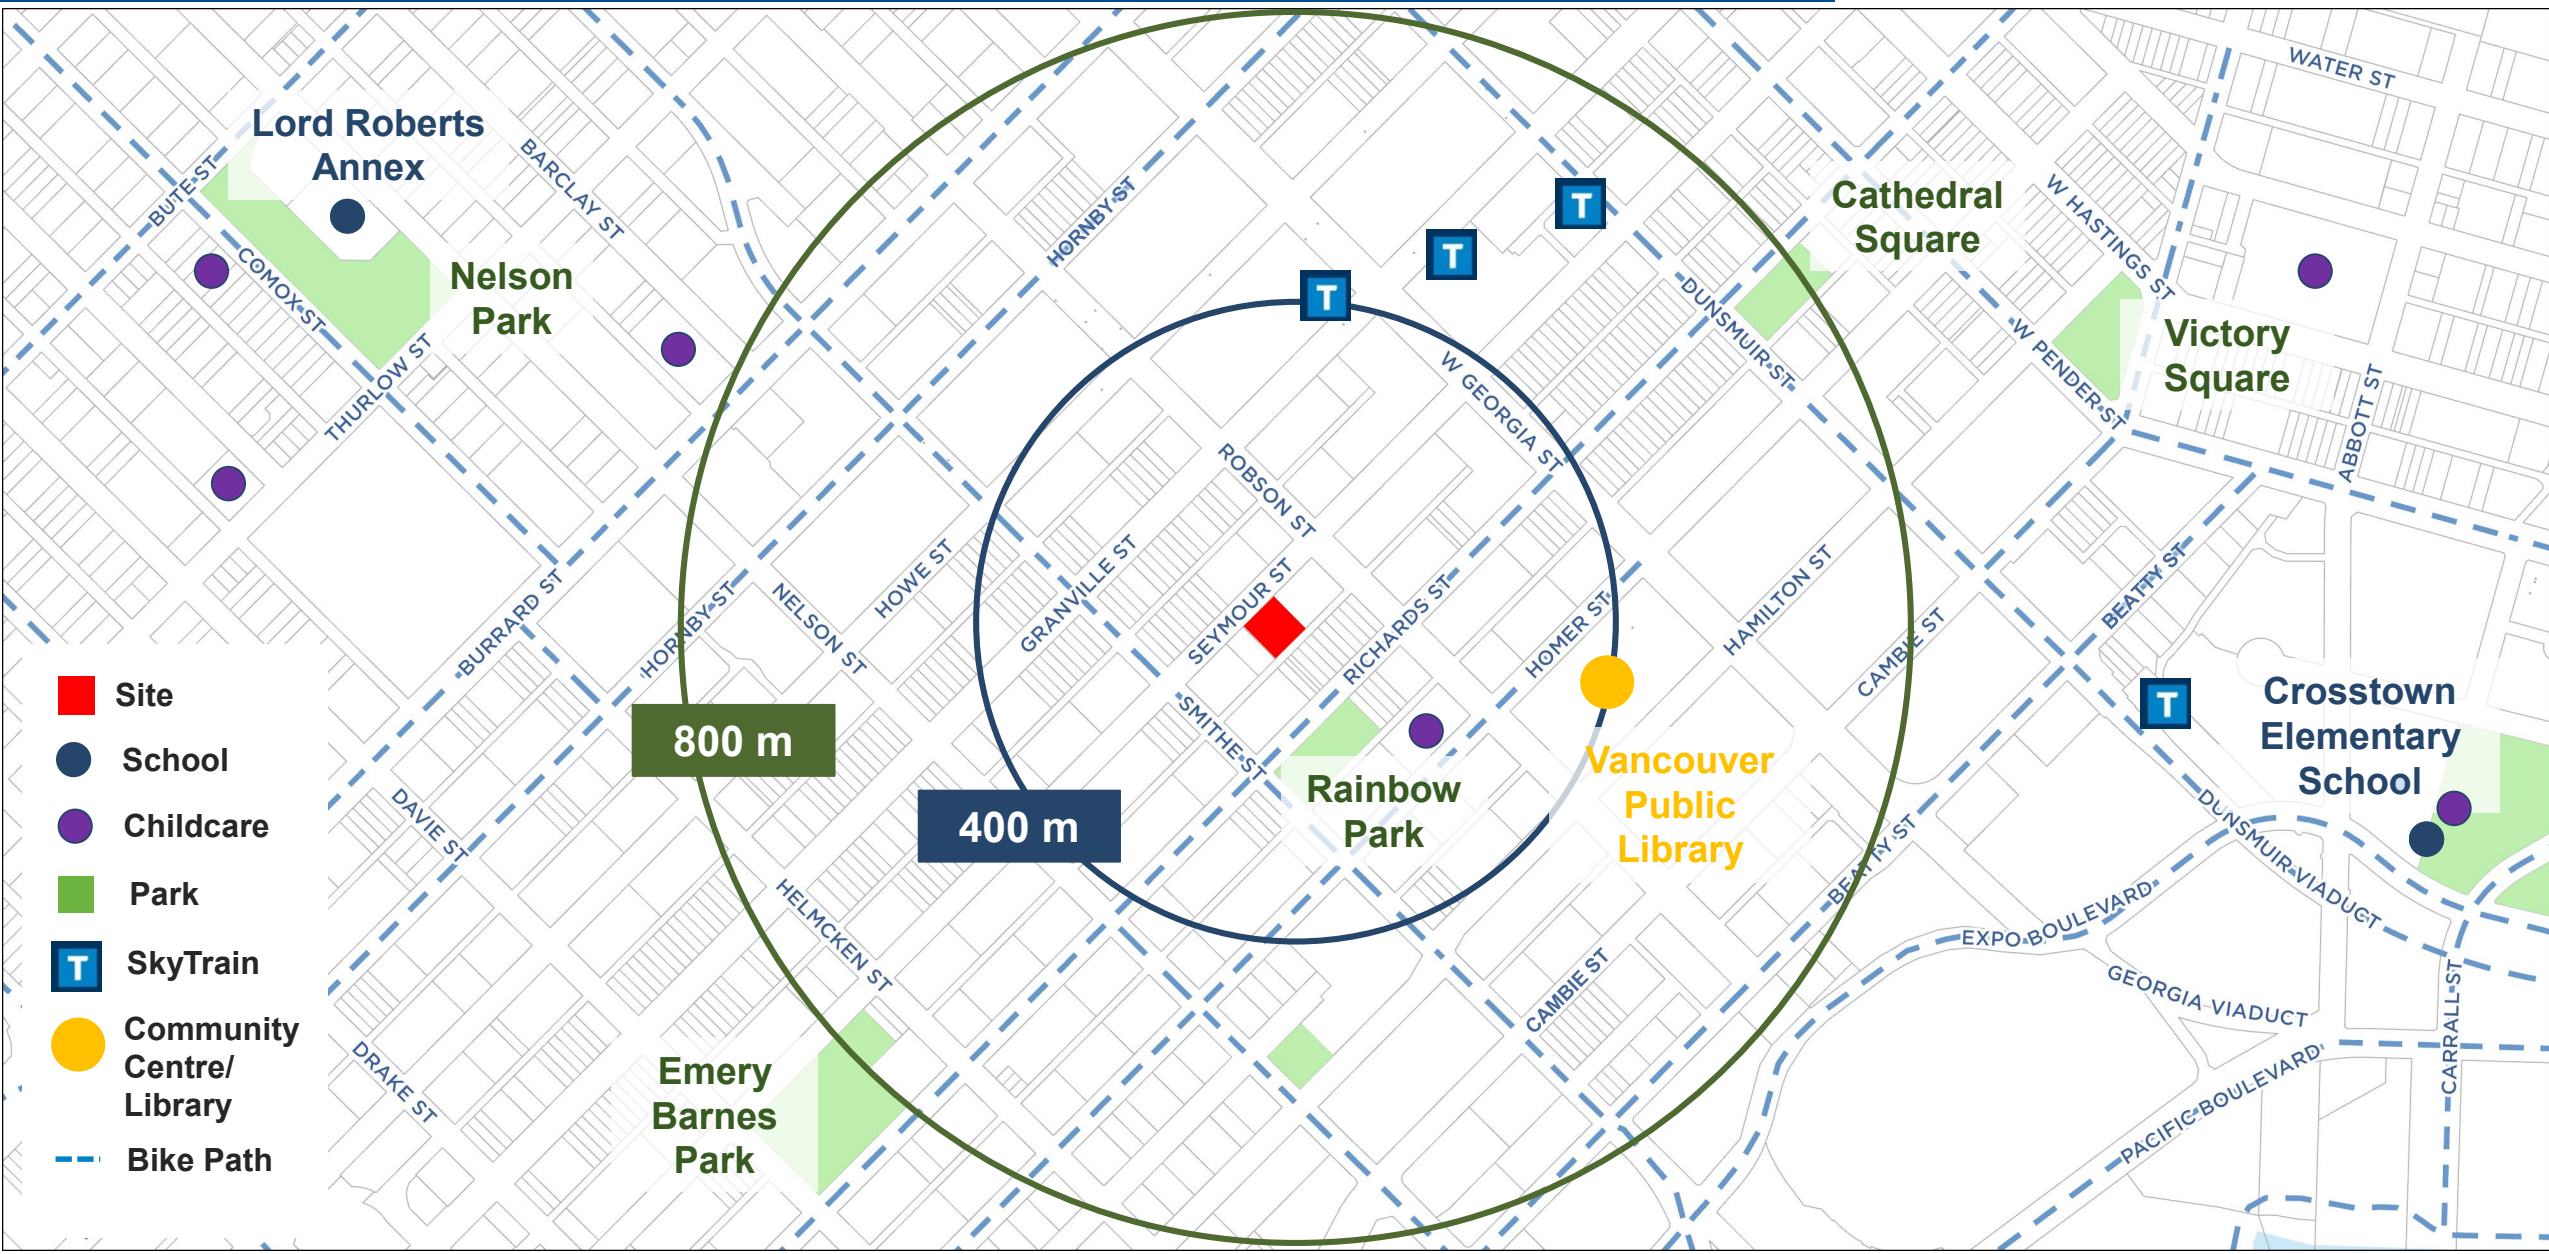 WATER ST
Lord Roberts
Annex
BARCLAY ST
BUTE ST
HORNBY ST
Cathedral
Square
W HASTINGS ST
T
T
T
COMOX ST
Nelson
Park
DUNSMUIR ST
W PENDER ST
Victory
Square
THURLOW ST
W GEORGIA ST
ABBOTT ST
ROBSON ST
HOWE ST
GRANVILLE ST
SEYMOUR ST
RICHARDS ST
HOMER ST
HAMILTON ST
CAMBIE ST
BEATTY ST
BURRARD ST
HORNBY ST
NELSON ST
SMITHE ST
T
Crosstown
Elementary
School
800 m
400 m
Rainbow
Park
Vancouver
Public
Library
DAVIE ST
HELMCKEN ST
BEATTY ST
DUNSMUIR VIADUCT
EXPO BOULEVARD
GEORGIA VIADUCT
CAMBIE ST
CARRALL ST
PACIFIC BOULEVARD
DRAKE ST
Emery
Barnes
Park
Site
School
Childcare
Park
T
SkyTrain
Community
Centre/
Library
Bike Path